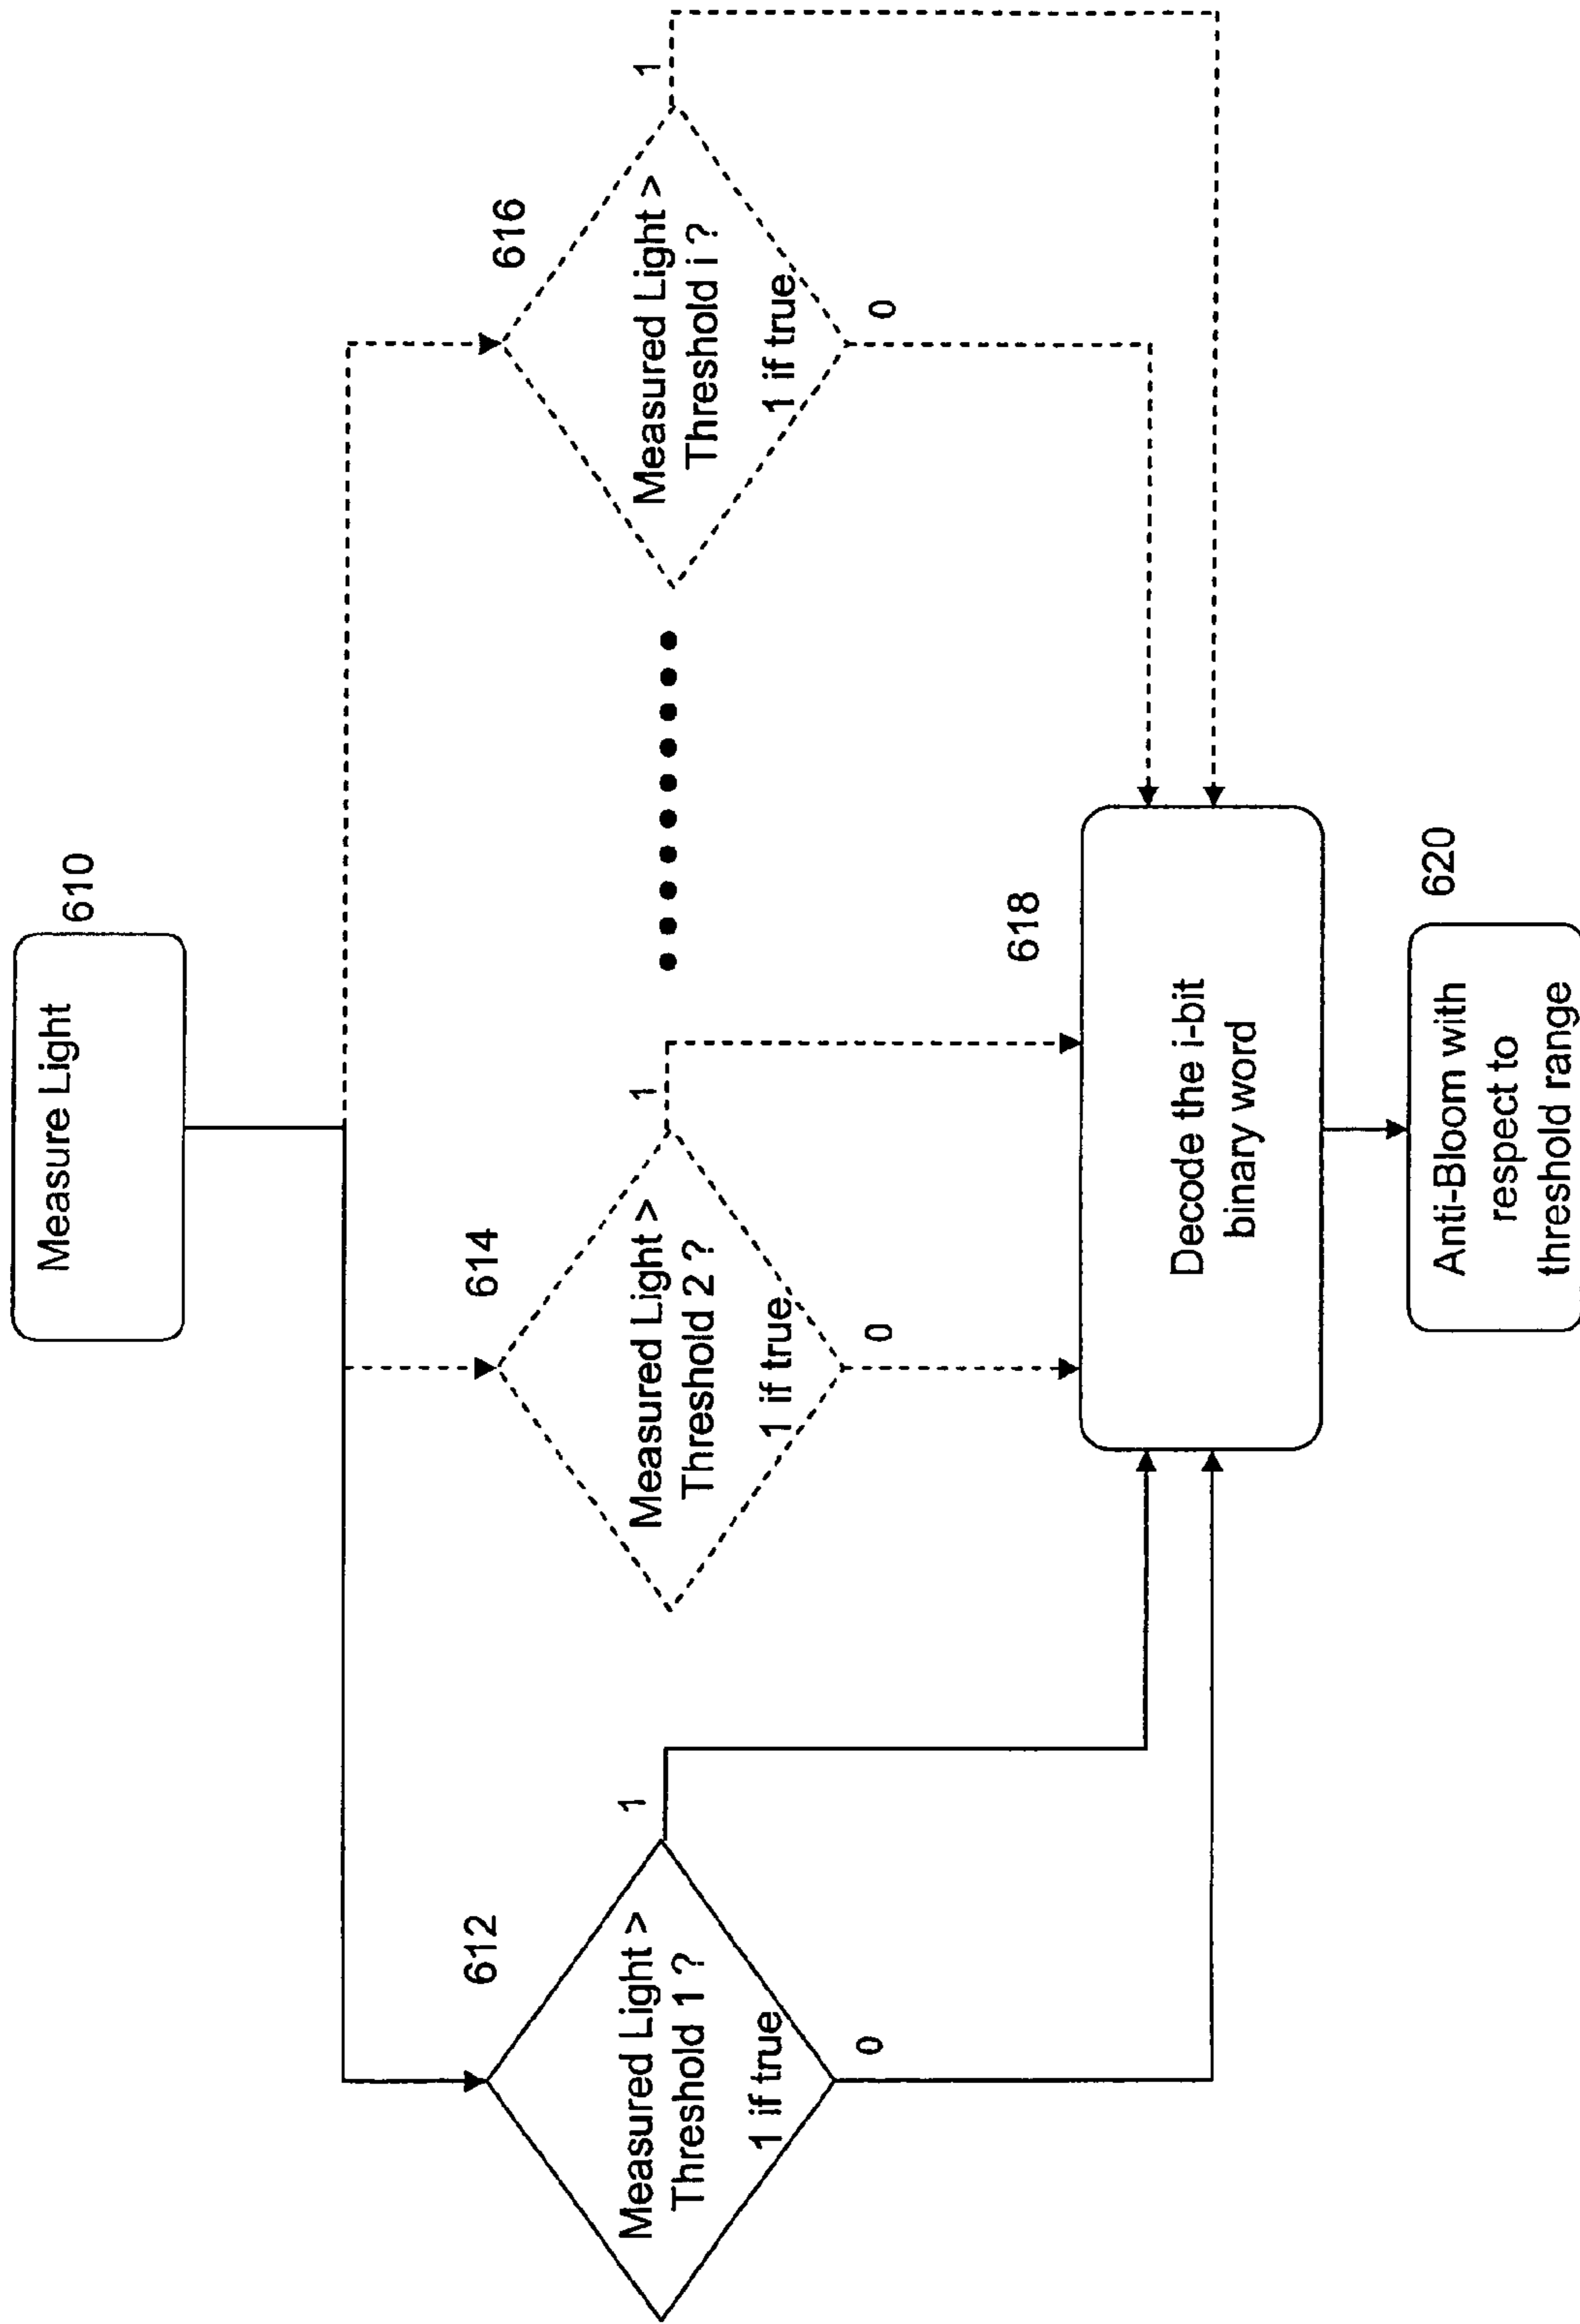 Measure Light
610
612
Measured Light >
Threshold 1 ?
1 if true
1
0
614
Measured Light >
Threshold 2 ?
1 if true
1
0
616
Measured Light >
Threshold i ?
1 if true
1
0
618
Decode the i-bit
binary word
620
Anti-Bloom with
respect to
threshold range